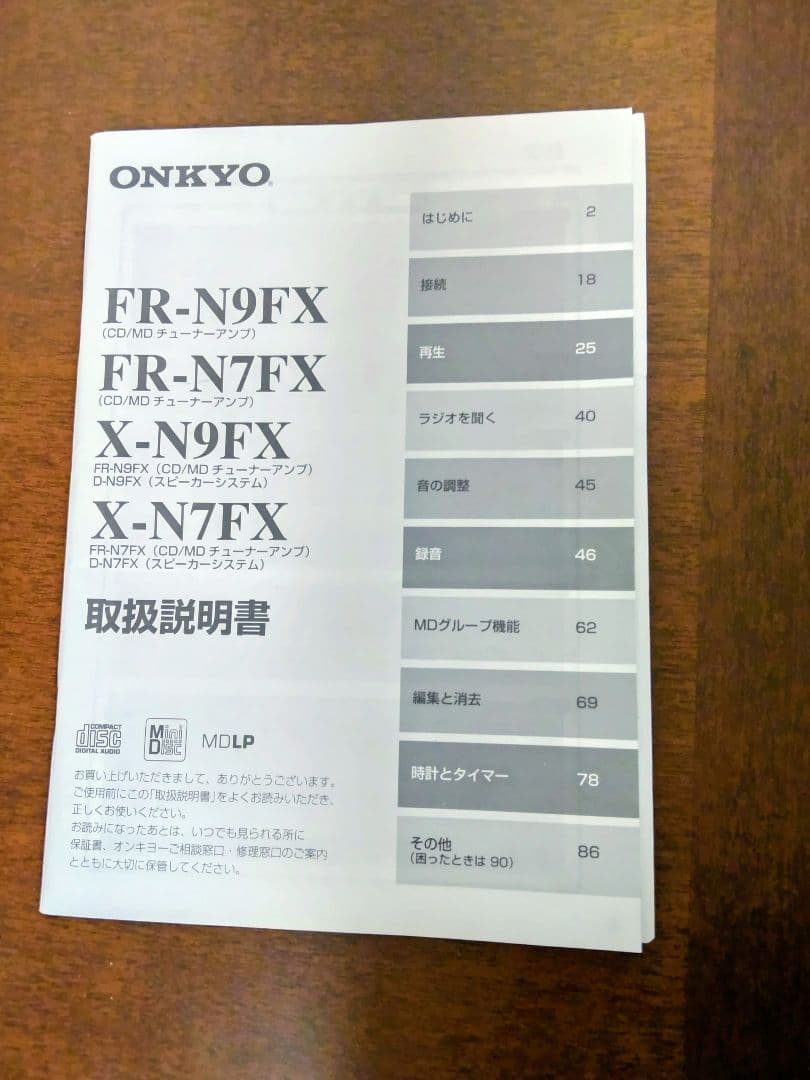 ONKYO
FR-N9FX
(CD/MD チューナーアンプ)
FR-N7FX
(CD/MD チューナーアンプ)
X-N9FX
FR-N9FX (CD/MD チューナーアンプ)
D-N9FX (スピーカーシステム)
X-N7FX
FR-N7FX (CD/MD チューナーアンプ)
D-N7FX (スピーカーシステム)
取扱説明書
COMPACT
disc
DIGITAL AUDIO
Mini
Disc
MDLP
お買い上げいただきまして、ありがとうございます。
ご使用前にこの「取扱説明書」をよくお読みいただき、
正しくお使いください。
お読みになったあとは、いつでも見られる所に
保証書、オンキヨーご相談窓口・修理窓口のご案内
とともに大切に保管してください。
はじめに 2
接続 18
再生 25
ラジオを聞く 40
音の調整 45
録音 46
MDグループ機能 62
編集と消去 69
時計とタイマー 78
その他 86
(困ったときは 90)